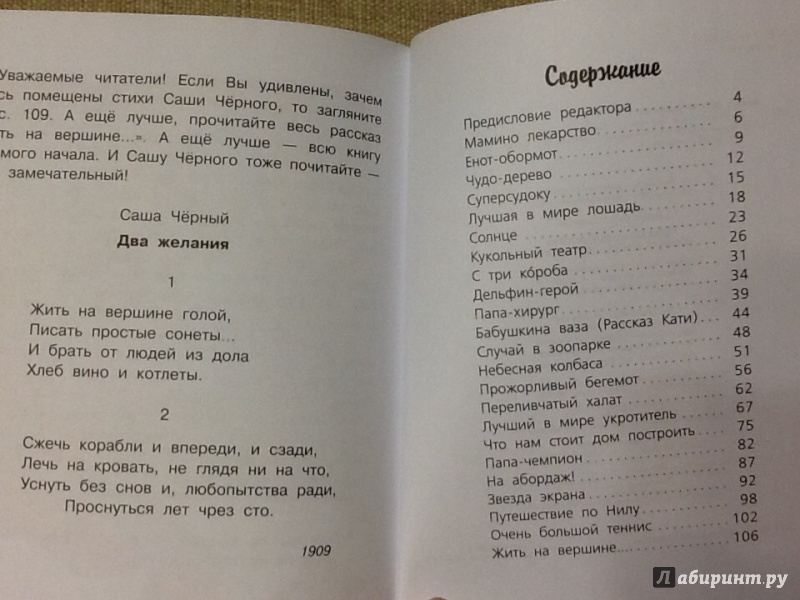 Уважаемые читатели! Если Вы удивлены, зачем
сь помещены стихи Саши Чёрного, то загляните
с. 109. А ещё лучше, прочитайте весь рассказ
ть на вершине...». А ещё лучше — всю книгу
мого начала. И Сашу Чёрного тоже почитайте —
замечательный!
Саша Чёрный
Два желания
1
Жить на вершине голой,
Писать простые сонеты...
И брать от людей из дола
Хлеб вино и котлеты.
2
Сжечь корабли и впереди, и сзади,
Лечь на кровать, не глядя ни на что,
Уснуть без снов и, любопытства ради,
Проснуться лет чрез сто.
1909
Содержание
Предисловие редактора 4
Мамино лекарство 6
Енот-обормот 9
Чудо-дерево 12
Суперсудоку 15
Лучшая в мире лошадь 18
Солнце 23
Кукольный театр 26
С три кóроба 31
Дельфин-герой 34
Папа-хирург 39
Бабушкина ваза (Рассказ Кати) 44
Случай в зоопарке 48
Небесная колбаса 51
Прожорливый бегемот 56
Переливчатый халат 62
Лучший в мире укротитель 67
Что нам стоит дом построить 75
Папа-чемпион 82
На абордаж! 87
Звезда экрана 92
Путешествие по Нилу 98
Очень большой теннис 102
Жить на вершине... 106
Лабиринт.ру